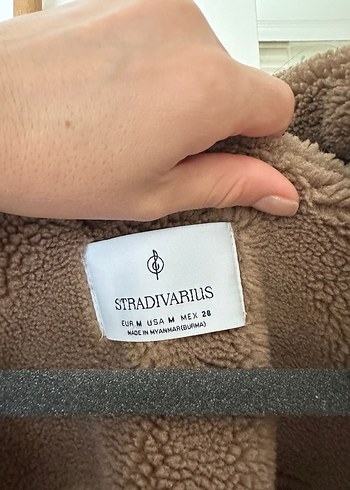 STRADIVARIUS
EUR M USA M MEX 28
MADE IN MYANMAR(BURMA)